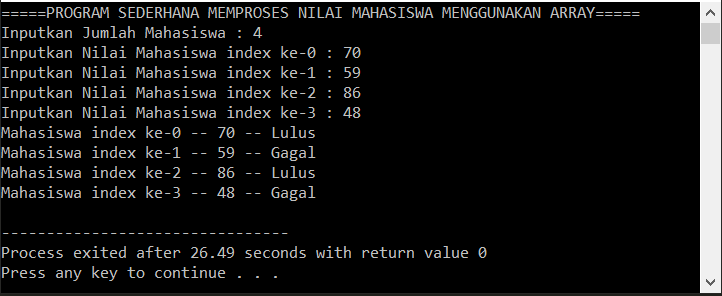 =====PROGRAM SEDERHANA MEMPROSES NILAI MAHASISWA MENGGUNAKAN ARRAY=====
Inputkan Jumlah Mahasiswa : 4
Inputkan Nilai Mahasiswa index ke-0 : 70
Inputkan Nilai Mahasiswa index ke-1 : 59
Inputkan Nilai Mahasiswa index ke-2 : 86
Inputkan Nilai Mahasiswa index ke-3 : 48
Mahasiswa index ke-0 -- 70 -- Lulus
Mahasiswa index ke-1 -- 59 -- Gagal
Mahasiswa index ke-2 -- 86 -- Lulus
Mahasiswa index ke-3 -- 48 -- Gagal
--------------------------------
Process exited after 26.49 seconds with return value 0
Press any key to continue . . .